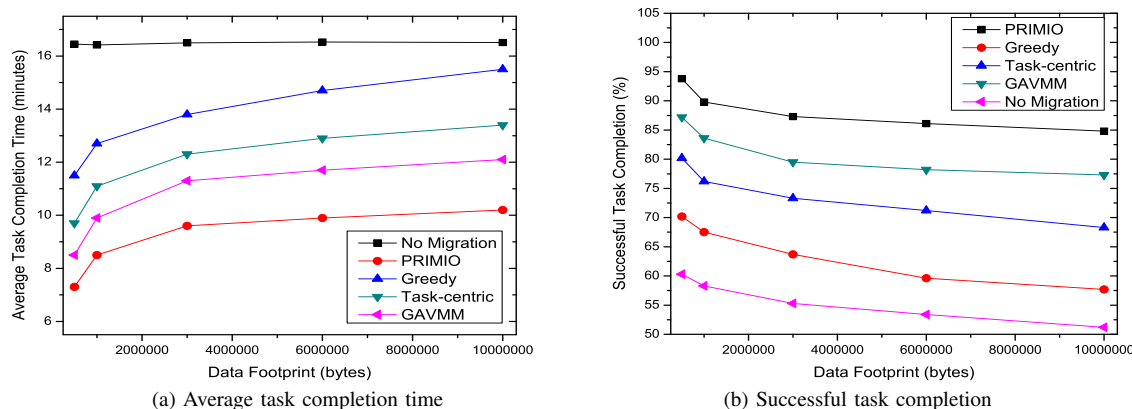 Average Task Completion Time (minutes)
16
14
12
10
8
6
No Migration
PRIMIO
Greedy
Task-centric
GAVMM
2000000 4000000 6000000 8000000 10000000
Data Footprint (bytes)
(a) Average task completion time
Successful Task Completion (%)
105
100
95
90
85
80
75
70
65
60
55
50
PRIMIO
Greedy
Task-centric
GAVMM
No Migration
2000000 4000000 6000000 8000000 10000000
Data Footprint (bytes)
(b) Successful task completion